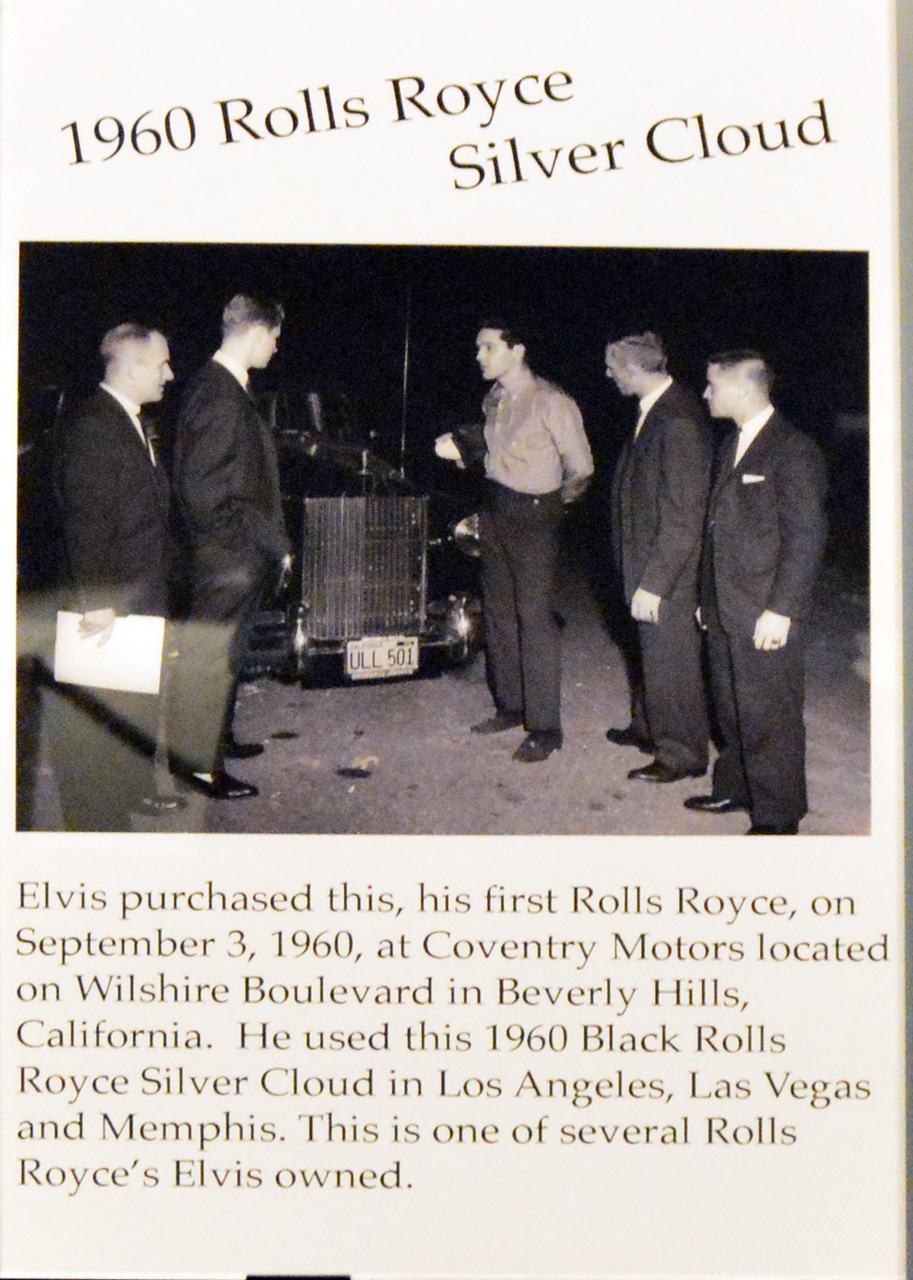 1960 Rolls Royce
Silver Cloud
ULL 501
Elvis purchased this, his first Rolls Royce, on
September 3, 1960, at Coventry Motors located
on Wilshire Boulevard in Beverly Hills,
California. He used this 1960 Black Rolls
Royce Silver Cloud in Los Angeles, Las Vegas
and Memphis. This is one of several Rolls
Royce's Elvis owned.